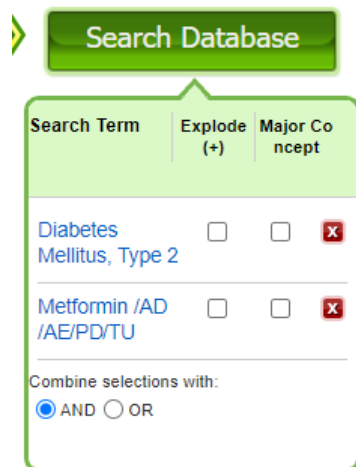 Search Database
Search Term
Explode (+)
Major Co
ncept
Diabetes
Mellitus, Type 2
Metformin /AD
/AE/PD/TU
Combine selections with:
AND OR